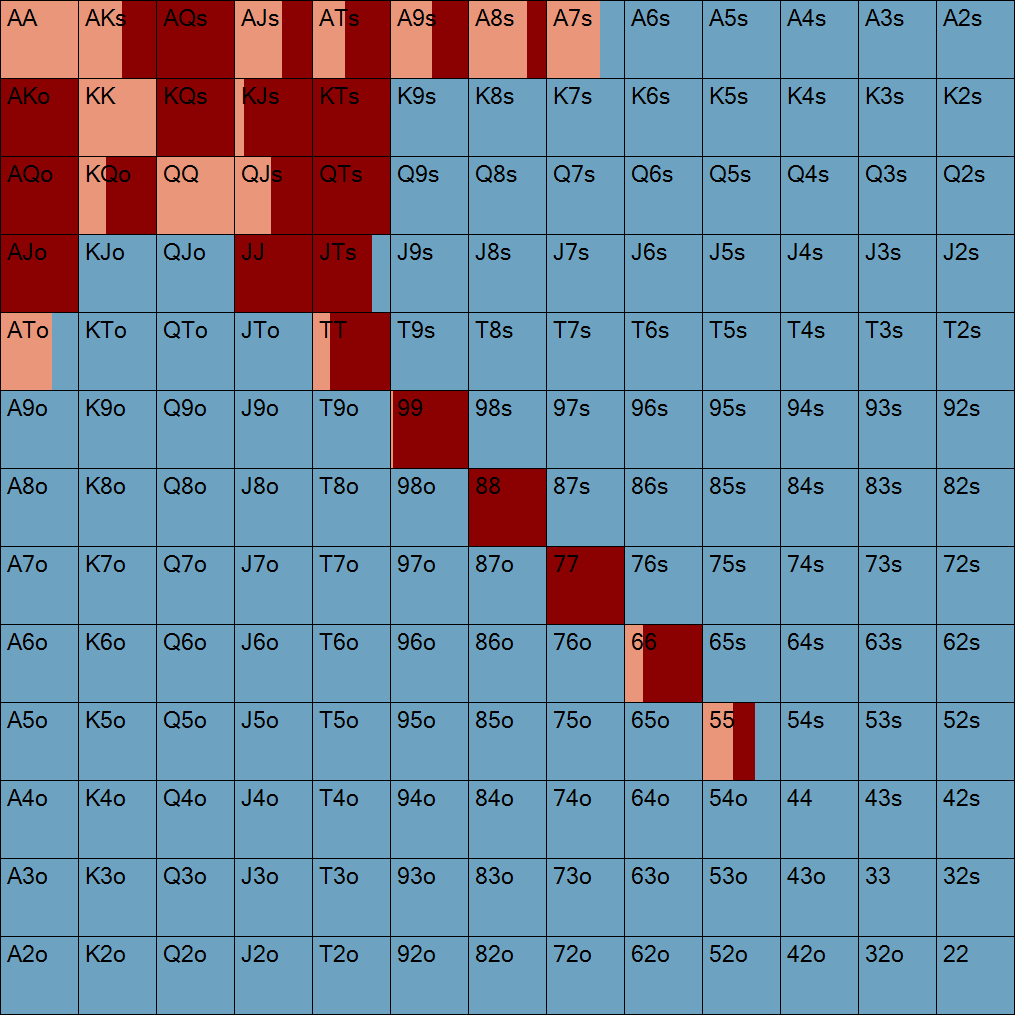 AA AKs AQs AJs ATs A9s A8s A7s A6s A5s A4s A3s A2s
AKo KK KQs KJs KTs K9s K8s K7s K6s K5s K4s K3s K2s
AQo KQo QQ QJs QTs Q9s Q8s Q7s Q6s Q5s Q4s Q3s Q2s
AJo KJo QJo JJ JTs J9s J8s J7s J6s J5s J4s J3s J2s
ATo KTo QTo JTo TT T9s T8s T7s T6s T5s T4s T3s T2s
A9o K9o Q9o J9o T9o 99 98s 97s 96s 95s 94s 93s 92s
A8o K8o Q8o J8o T8o 98o 88 87s 86s 85s 84s 83s 82s
A7o K7o Q7o J7o T7o 97o 87o 77 76s 75s 74s 73s 72s
A6o K6o Q6o J6o T6o 96o 86o 76o 66 65s 64s 63s 62s
A5o K5o Q5o J5o T5o 95o 85o 75o 65o 55 54s 53s 52s
A4o K4o Q4o J4o T4o 94o 84o 74o 64o 54o 44 43s 42s
A3o K3o Q3o J3o T3o 93o 83o 73o 63o 53o 43o 33 32s
A2o K2o Q2o J2o T2o 92o 82o 72o 62o 52o 42o 32o 22